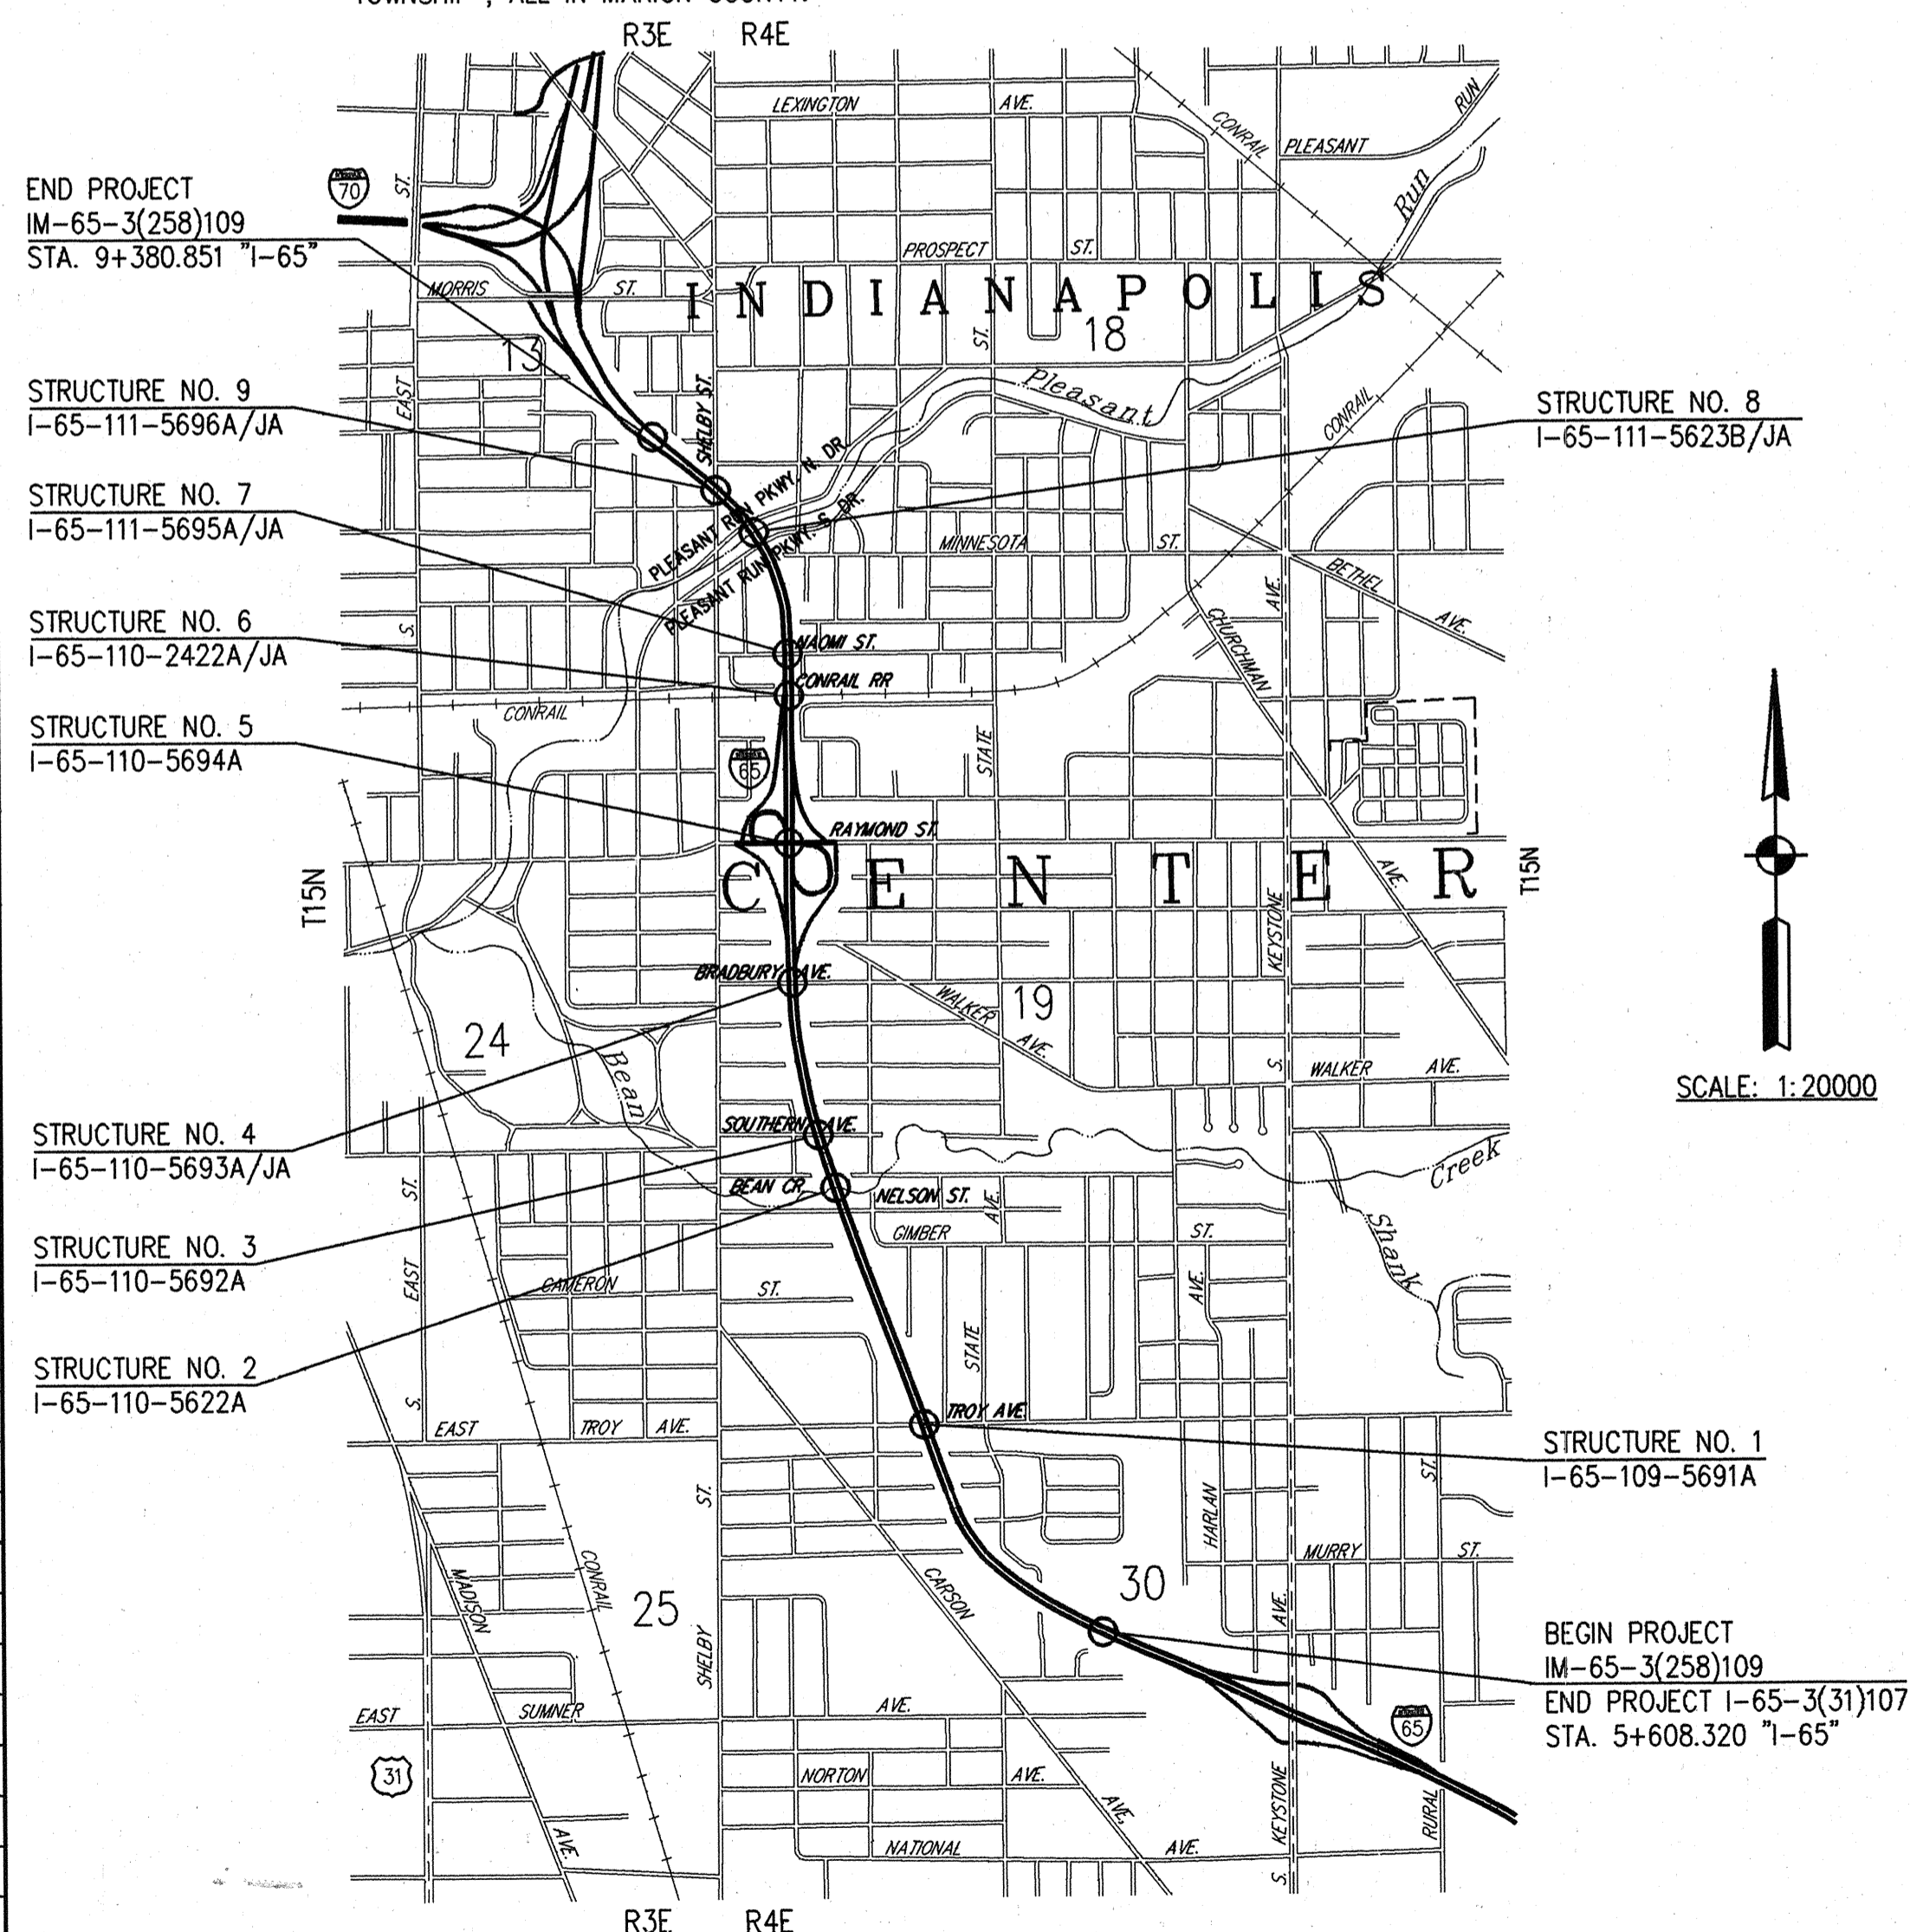 R3E R4E
LEXINGTON AVE.
CONRAIL
PLEASANT RUN
END PROJECT
IM-65-3(258)109
STA. 9+380.851 "I-65"
70
ST.
Run
PROSPECT ST.
MORRIS ST.
INDIANAPOLIS
13
18
ST.
STRUCTURE NO. 9
I-65-111-5696A/JA
EAST
SHELBY ST.
Pleasant
CONRAIL
STRUCTURE NO. 8
I-65-111-5623B/JA
STRUCTURE NO. 7
I-65-111-5695A/JA
PLEASANT RUN PKWY. N. DR.
PLEASANT RUN PKWY. S. DR.
MINNESOTA ST.
BETHEL AVE.
AVE.
CHURCHMAN
STRUCTURE NO. 6
I-65-110-2422A/JA
S.
NAOMI ST.
CONRAIL RR
CONRAIL
STRUCTURE NO. 5
I-65-110-5694A
65
STATE
RAYMOND ST.
CENTER
AVE.
T15N
T15N
KEYSTONE
BRADBURY AVE.
WALKER AVE.
19
24
Bean
S.
WALKER AVE.
SCALE: 1:20000
STRUCTURE NO. 4
I-65-110-5693A/JA
SOUTHERN AVE.
Creek
BEAN CR.
NELSON ST.
AVE.
ST.
GIMBER ST.
Shank
STRUCTURE NO. 3
I-65-110-5692A
EAST
CAMERON ST.
AVE.
STATE
STRUCTURE NO. 2
I-65-110-5622A
S.
TROY AVE.
EAST TROY AVE.
STRUCTURE NO. 1
I-65-109-5691A
ST.
ST.
HARLAN
MURRY ST.
MADISON
CONRAIL
CARSON
25
30
AVE.
SHELBY
BEGIN PROJECT
IM-65-3(258)109
END PROJECT I-65-3(31)107
STA. 5+608.320 "I-65"
EAST SUMNER AVE.
65
31
NORTON AVE.
AVE.
KEYSTONE
RURAL
AVE.
NATIONAL AVE.
S.
R3E R4E